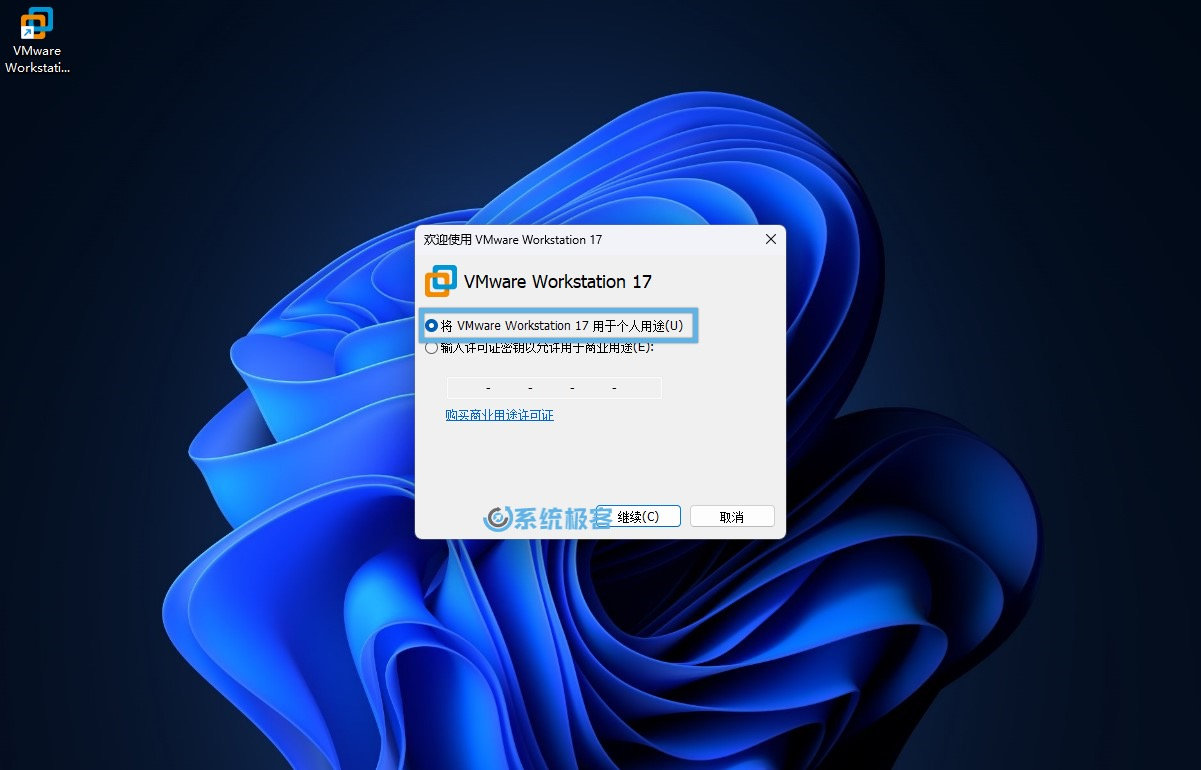 VMware
Workstati...
欢迎使用 VMware Workstation 17
VMware Workstation 17
将 VMware Workstation 17 用于个人用途(U)
输入许可证密钥以允许用于商业用途(E):
- - - -
购买商业用途许可证
系统极客
继续(C)
取消